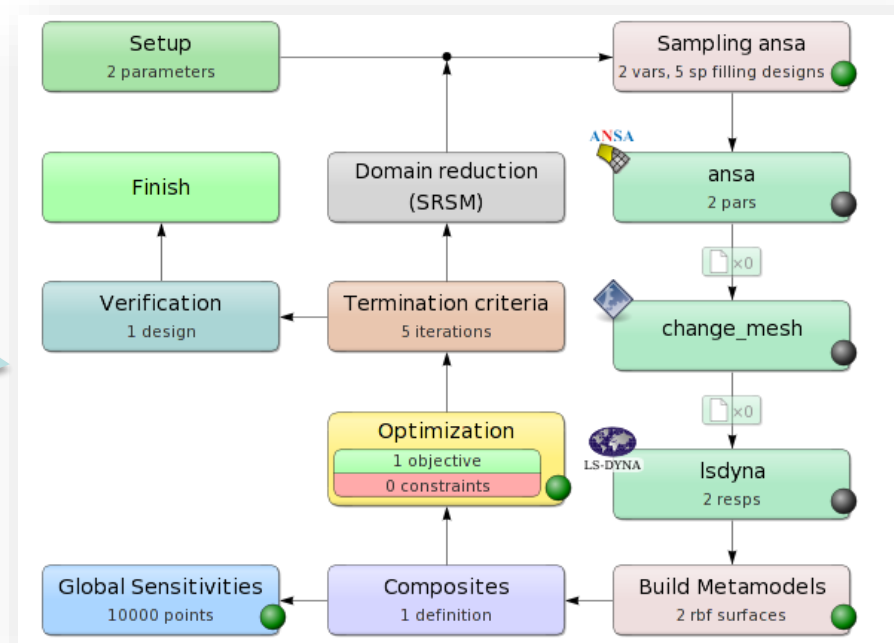 Setup
2 parameters
Sampling ansa
2 vars, 5 sp filling designs
ANSA
Finish
Domain reduction
(SRSM)
ansa
2 pars
×0
Verification
1 design
Termination criteria
5 iterations
change_mesh
×0
Optimization
1 objective
0 constraints
LS-DYNA
lsdyna
2 resps
Global Sensitivities
10000 points
Composites
1 definition
Build Metamodels
2 rbf surfaces